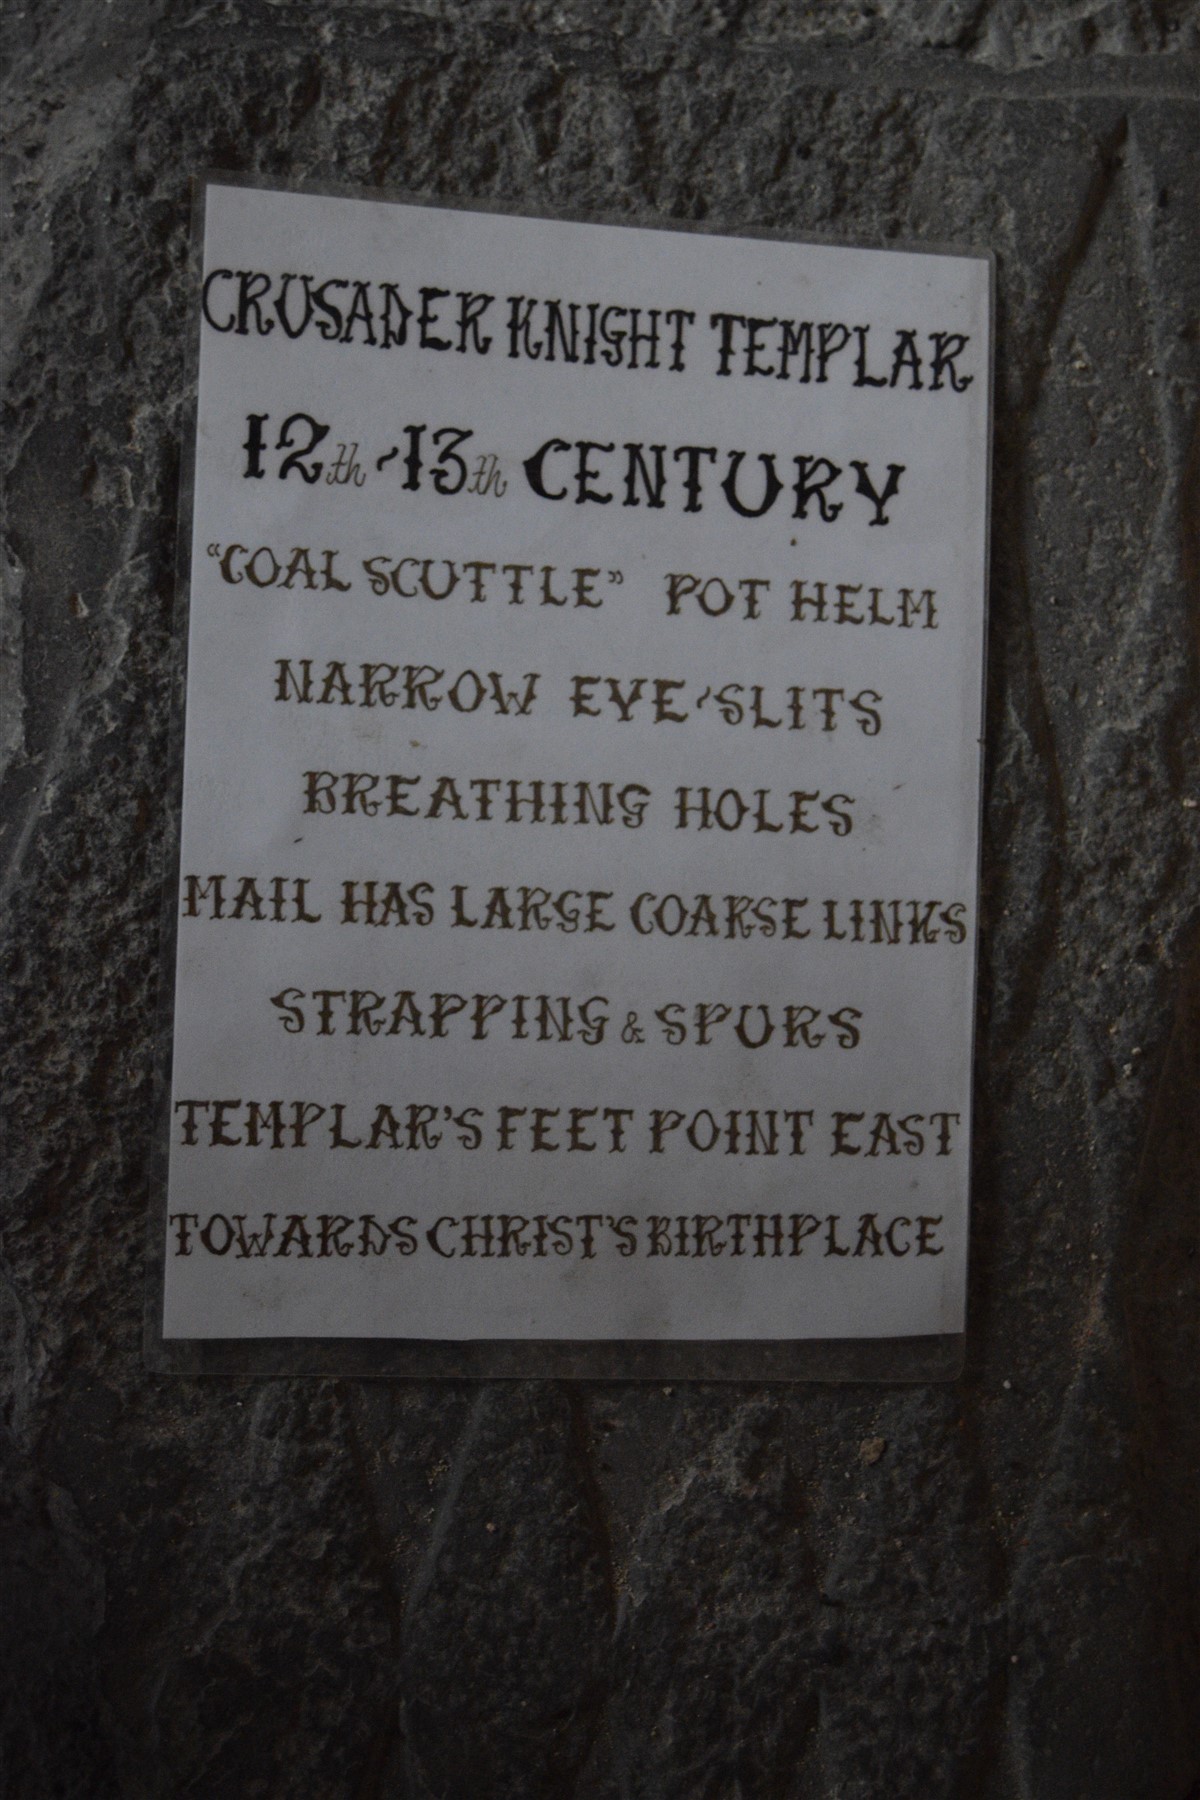 CRUSADER KNIGHT TEMPLAR
12th-13th CENTURY
"COAL SCUTTLE" POT HELM
NARROW EYE-SLITS
BREATHING HOLES
MAIL HAS LARGE COARSE LINKS
STRAPPING & SPURS
TEMPLAR'S FEET POINT EAST
TOWARDS CHRIST'S BIRTHPLACE